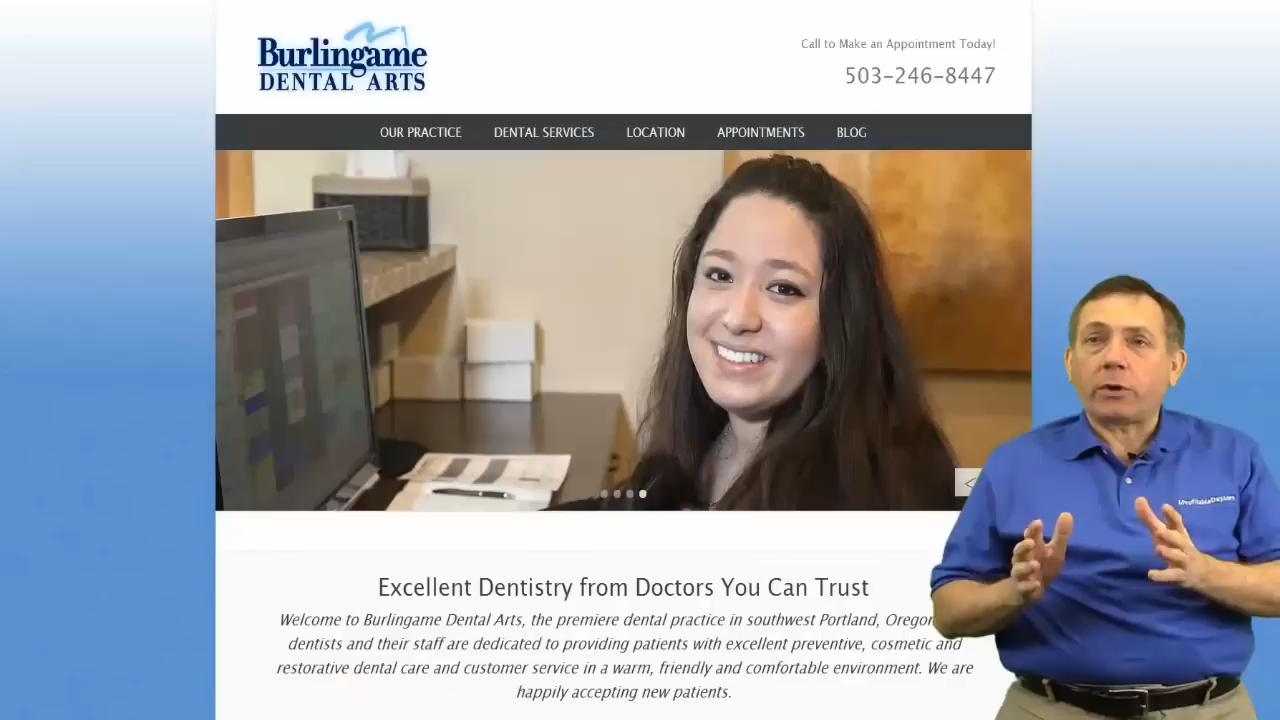 Burlingame
DENTAL ARTS
Call to Make an Appointment Today!
503-246-8447
OUR PRACTICE DENTAL SERVICES LOCATION APPOINTMENTS BLOG
<
Excellent Dentistry from Doctors You Can Trust
Welcome to Burlingame Dental Arts, the premiere dental practice in southwest Portland, Oregon
dentists and their staff are dedicated to providing patients with excellent preventive, cosmetic and
restorative dental care and customer service in a warm, friendly and comfortable environment. We are
happily accepting new patients.